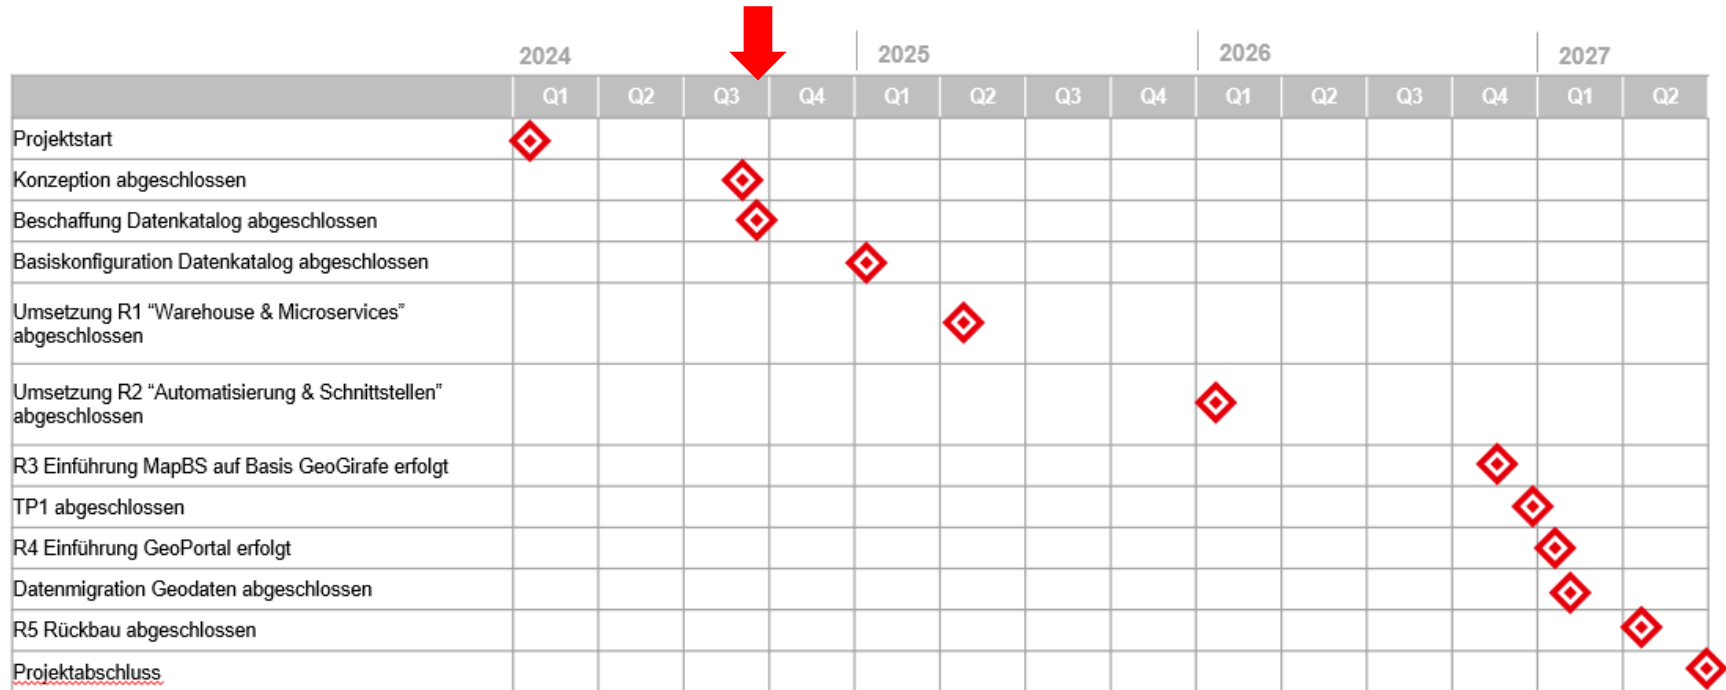 2024 2025 2026 2027
Q1 Q2 Q3 Q4 Q1 Q2 Q3 Q4 Q1 Q2 Q3 Q4 Q1 Q2
Projektstart
Konzeption abgeschlossen
Beschaffung Datenkatalog abgeschlossen
Basiskonfiguration Datenkatalog abgeschlossen
Umsetzung R1 “Warehouse & Microservices”
abgeschlossen
Umsetzung R2 “Automatisierung & Schnittstellen”
abgeschlossen
R3 Einführung MapBS auf Basis GeoGirafe erfolgt
TP1 abgeschlossen
R4 Einführung GeoPortal erfolgt
Datenmigration Geodaten abgeschlossen
R5 Rückbau abgeschlossen
Projektabschluss